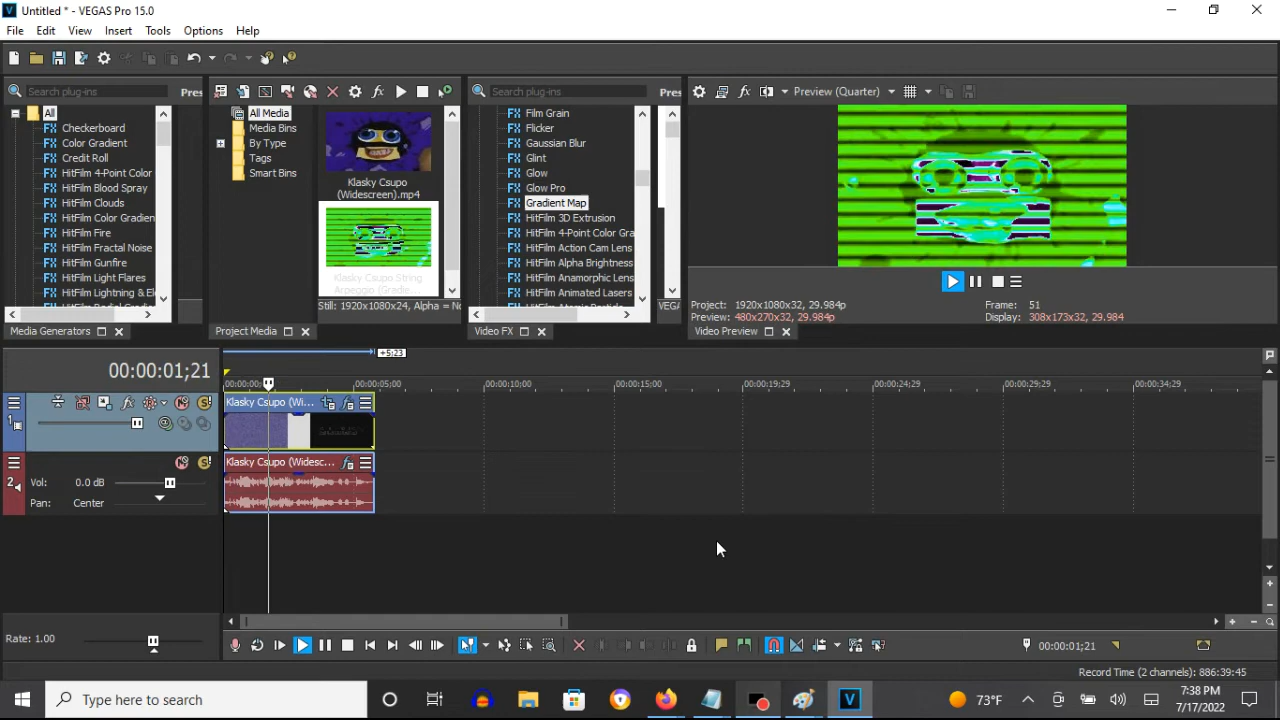 Untitled * - VEGAS Pro 15.0
File Edit View Insert Tools Options Help
Search plug-ins Pres
All
Checkerboard
Color Gradient
Credit Roll
HitFilm 4-Point Color
HitFilm Blood Spray
HitFilm Clouds
HitFilm Color Gradien
HitFilm Fire
HitFilm Fractal Noise
HitFilm Gunfire
HitFilm Light Flares
HitFilm Lightning & El
Media Generators
All Media
Media Bins
By Type
Tags
Smart Bins
Klasky Csupo
(Widescreen).mp4
Klasky Csupo String
Arpeggio (Gradie...
Still: 1920x1080x24, Alpha = No
Project Media
Search plug-ins Pres
Film Grain
Flicker
Gaussian Blur
Glint
Glow
Glow Pro
Gradient Map
HitFilm 3D Extrusion
HitFilm 4-Point Color Gra
HitFilm Action Cam Lens
HitFilm Alpha Brightness
HitFilm Anamorphic Lens
HitFilm Animated Lasers
VEGA
Video FX
Preview (Quarter)
Project: 1920x1080x32, 29.984p Frame: 51
Preview: 480x270x32, 29.984p Display: 308x173x32, 29.984
Video Preview
+5;23
00:00:01;21
00:00:00; 00:00:05;00 00:00:10;00 00:00:15;00 00:00:19;29 00:00:24;29 00:00:29;29 00:00:34;29
1 Klasky Csupo (Wi...
Klasky Csupo (Widesc...
2 Vol: 0.0 dB
Pan: Center
Rate: 1.00
00:00:01;21
Record Time (2 channels): 886:39:45
Type here to search
73°F
7:38 PM
7/17/2022